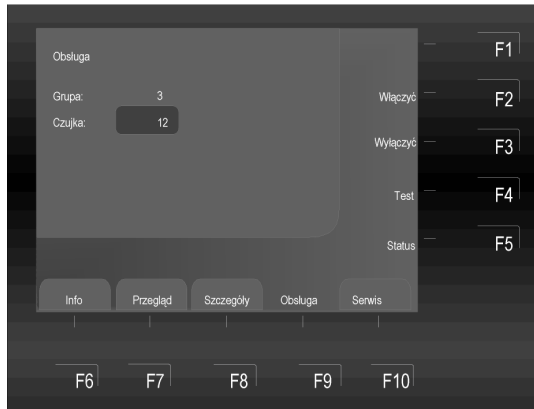 Obsługa
F1
Grupa: 3
Włączyć F2
Czujka: 12
Wyłączyć F3
Test F4
Status F5
Info Przegląd Szczegóły Obsługa Serwis
F6 F7 F8 F9 F10